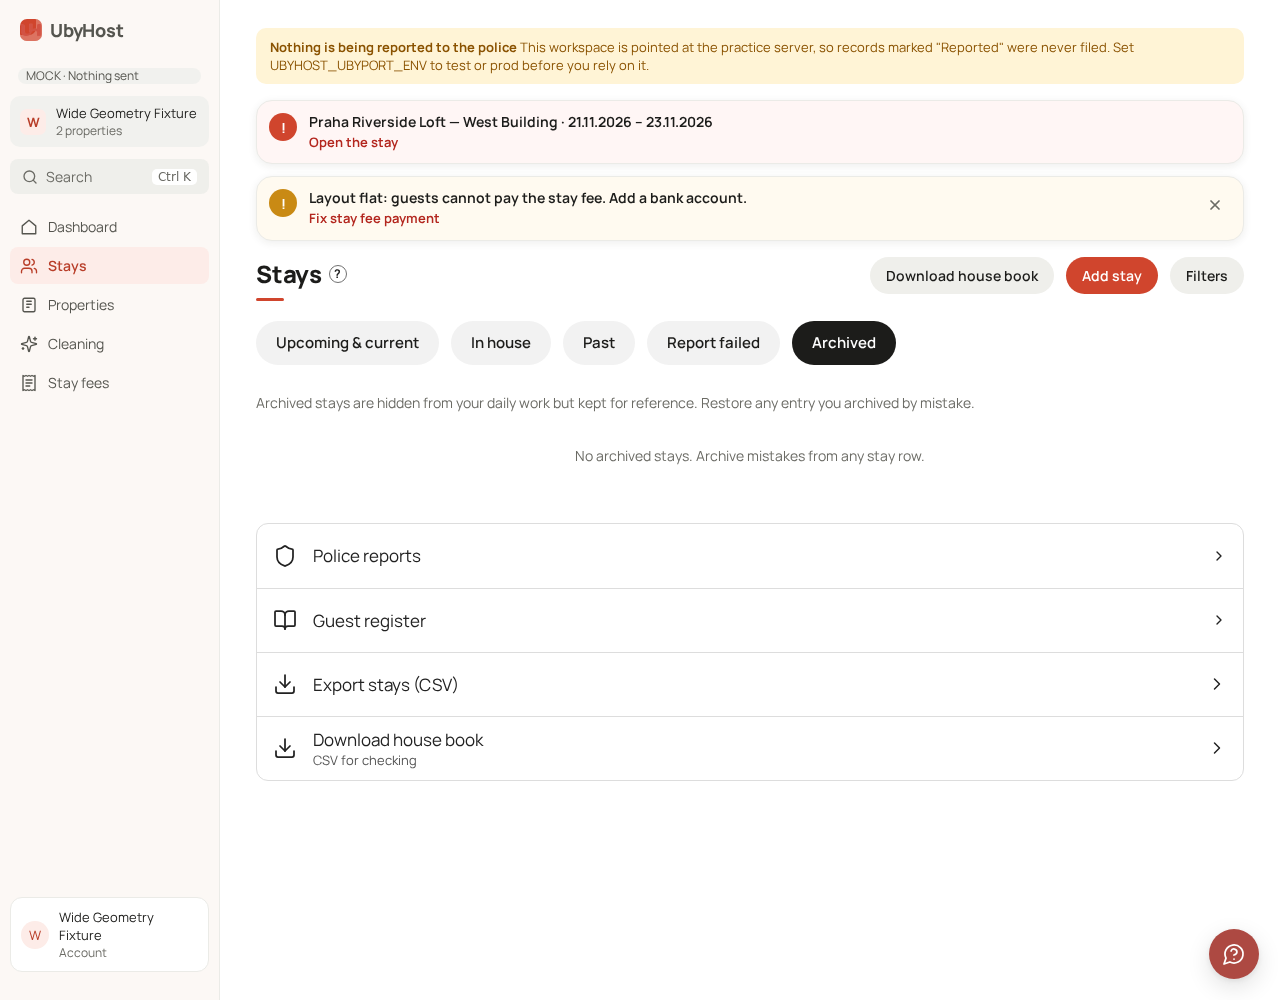 UbyHost
MOCK · Nothing sent
W
Wide Geometry Fixture
2 properties
Search
Ctrl K
Dashboard
Stays
Properties
Cleaning
Stay fees
W
Wide Geometry
Fixture
Account
Nothing is being reported to the police This workspace is pointed at the practice server, so records marked "Reported" were never filed. Set
UBYHOST_UBYPORT_ENV to test or prod before you rely on it.
!
Praha Riverside Loft — West Building · 21.11.2026 – 23.11.2026
Open the stay
!
Layout flat: guests cannot pay the stay fee. Add a bank account.
Fix stay fee payment
Stays ?
Download house book
Add stay
Filters
Upcoming & current
In house
Past
Report failed
Archived
Archived stays are hidden from your daily work but kept for reference. Restore any entry you archived by mistake.
No archived stays. Archive mistakes from any stay row.
Police reports
Guest register
Export stays (CSV)
Download house book
CSV for checking